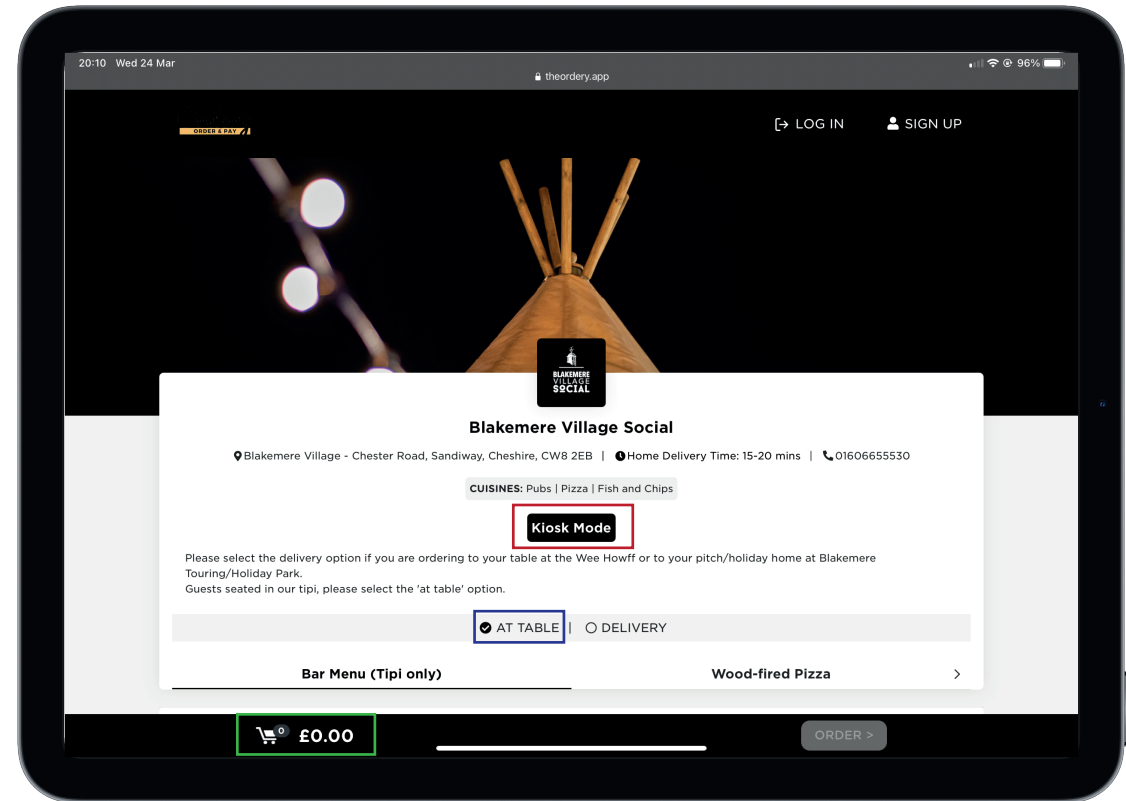 20:10 Wed 24 Mar
96%
theordery.app
ORDER & PAY
LOG IN
SIGN UP
BLAKEMERE
VILLAGE
SOCIAL
Blakemere Village Social
Blakemere Village - Chester Road, Sandiway, Cheshire, CW8 2EB | Home Delivery Time: 15-20 mins | 01606655530
CUISINES: Pubs | Pizza | Fish and Chips
Kiosk Mode
Please select the delivery option if you are ordering to your table at the Wee Howff or to your pitch/holiday home at Blakemere
Touring/Holiday Park.
Guests seated in our tipi, please select the 'at table' option.
AT TABLE | DELIVERY
Bar Menu (Tipi only)
Wood-fired Pizza >
0 £0.00
ORDER >